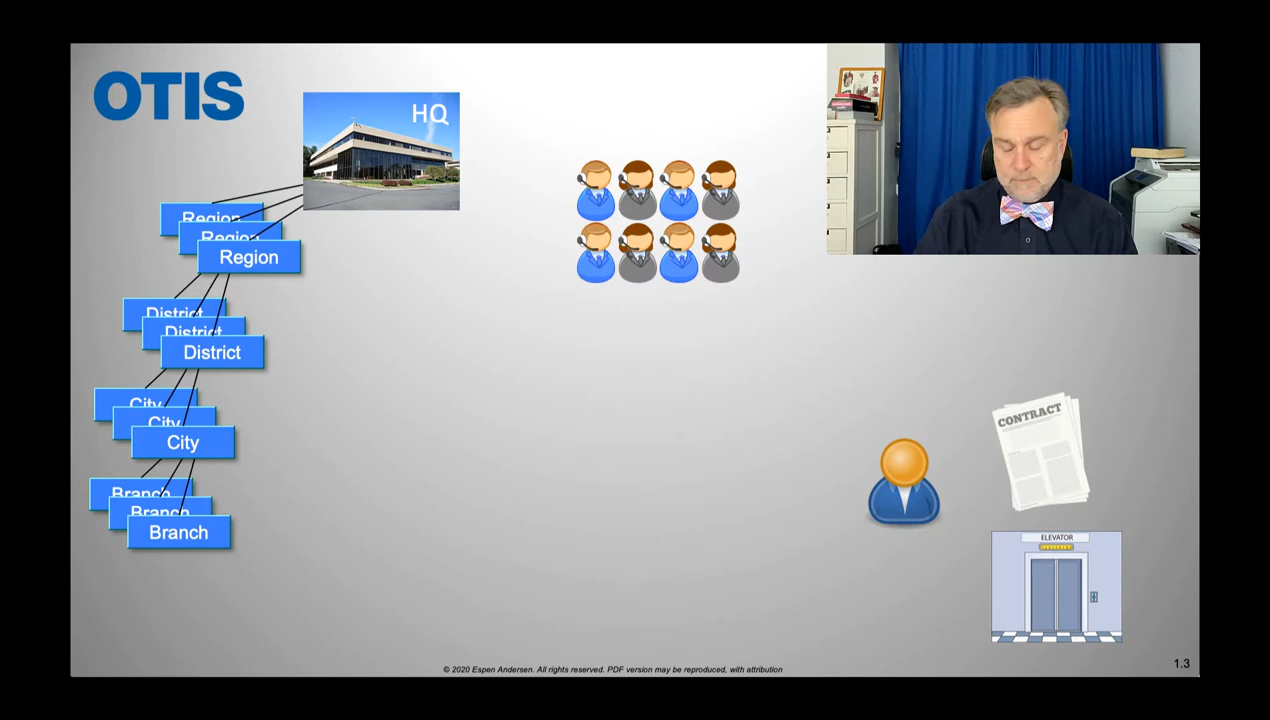 OTIS
HQ
Region
Region
Region
District
District
District
City
City
City
Branch
Branch
Branch
CONTRACT
ELEVATOR
© 2020 Espen Andersen. All rights reserved. PDF version may be reproduced, with attribution
1.3